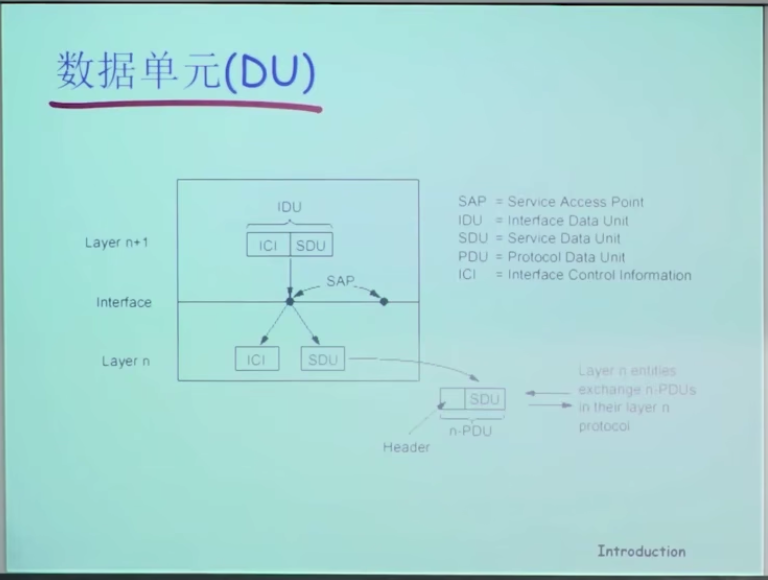 数据单元(DU)
IDU
SAP = Service Access Point
IDU = Interface Data Unit
SDU = Service Data Unit
PDU = Protocol Data Unit
ICI = Interface Control Information
Layer n+1
ICI SDU
SAP
Interface
Layer n
ICI
SDU
Layer n entities
exchange n-PDUs
in their layer n
protocol
SDU
n-PDU
Header
Introduction